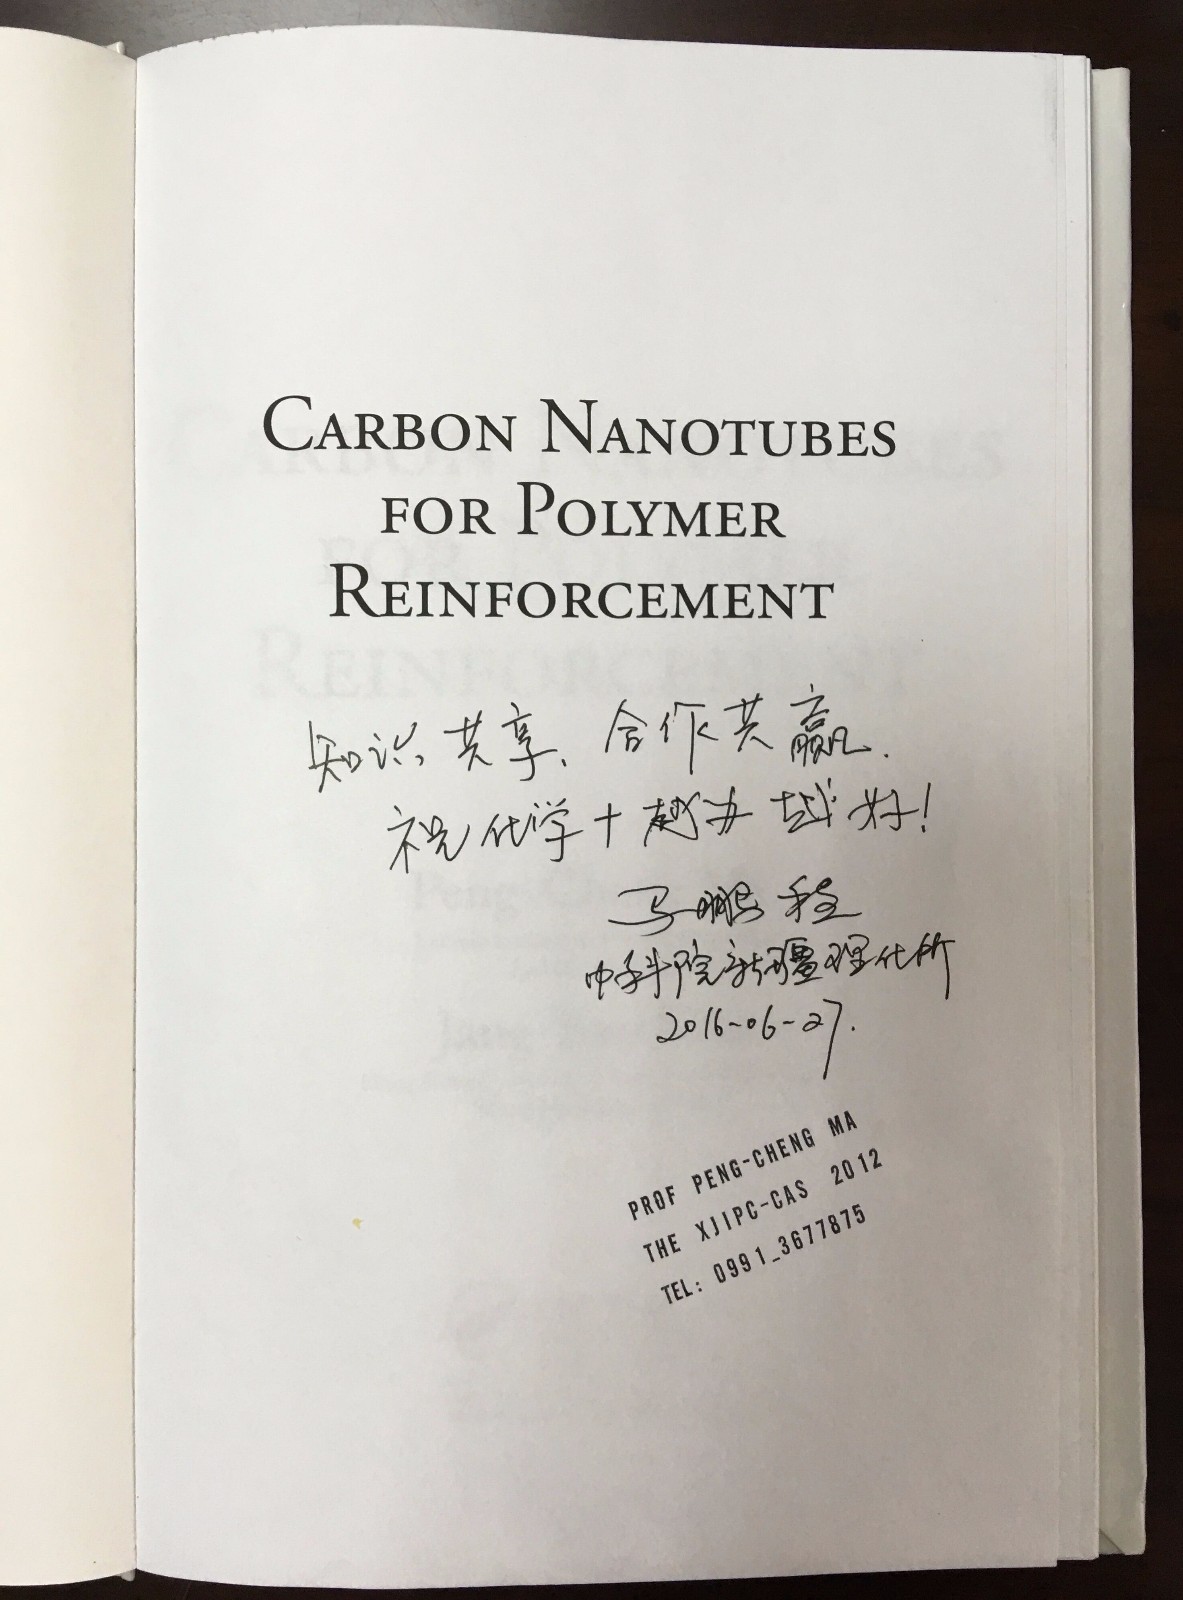 CARBON NANOTUBES
FOR POLYMER
REINFORCEMENT
知识共享、合作共赢.
祝化学十越办越好!
马鹏程
中科院新疆理化所
2016-06-27.
PROF PENG-CHENG MA
THE XJIPC-CAS 2012
TEL: 0991_3677875